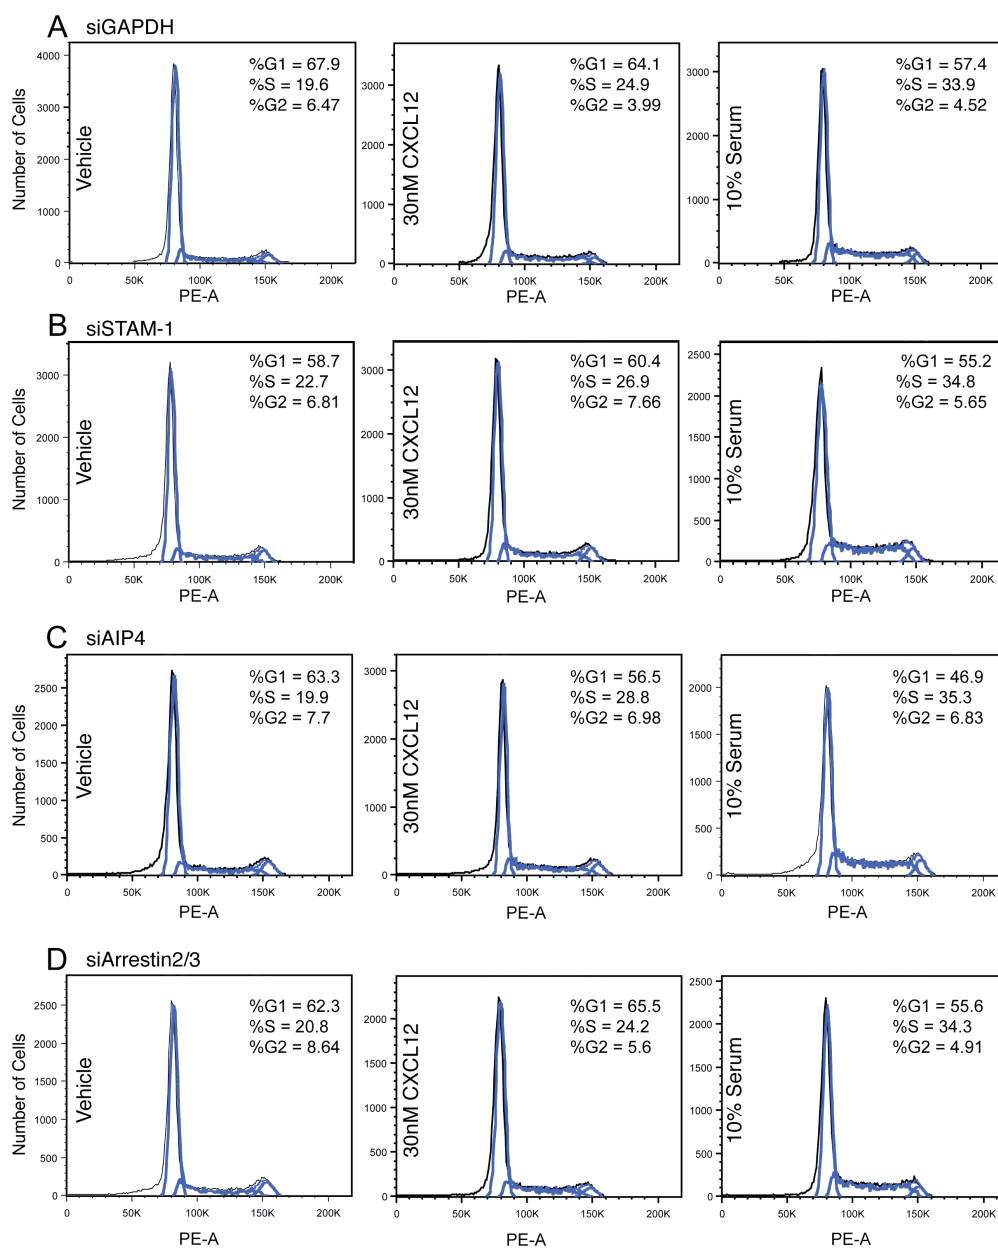 A siGAPDH
Number of Cells
4000
3000
2000
1000
0
Vehicle
%G1 = 67.9
%S = 19.6
%G2 = 6.47
0 50K 100K 150K 200K
PE-A
3000
2000
1000
0
30nM CXCL12
%G1 = 64.1
%S = 24.9
%G2 = 3.99
0 50K 100K 150K 200K
PE-A
3000
2000
1000
0
10% Serum
%G1 = 57.4
%S = 33.9
%G2 = 4.52
0 50K 100K 150K 200K
PE-A
B siSTAM-1
Number of Cells
3000
2000
1000
0
Vehicle
%G1 = 58.7
%S = 22.7
%G2 = 6.81
0 50K 100K 150K 200K
PE-A
3000
2000
1000
0
30nM CXCL12
%G1 = 60.4
%S = 26.9
%G2 = 7.66
0 50K 100K 150K 200K
PE-A
2500
2000
1500
1000
500
0
10% Serum
%G1 = 55.2
%S = 34.8
%G2 = 5.65
0 50K 100K 150K 200K
PE-A
C siAIP4
Number of Cells
2500
2000
1500
1000
500
0
Vehicle
%G1 = 63.3
%S = 19.9
%G2 = 7.7
0 50K 100K 150K 200K
PE-A
3000
2000
1000
0
30nM CXCL12
%G1 = 56.5
%S = 28.8
%G2 = 6.98
0 50K 100K 150K 200K
PE-A
2000
1500
1000
500
0
10% Serum
%G1 = 46.9
%S = 35.3
%G2 = 6.83
0 50K 100K 150K 200K
PE-A
D siArrestin2/3
Number of Cells
2500
2000
1500
1000
500
0
Vehicle
%G1 = 62.3
%S = 20.8
%G2 = 8.64
0 50K 100K 150K 200K
PE-A
2000
1500
1000
500
0
30nM CXCL12
%G1 = 65.5
%S = 24.2
%G2 = 5.6
0 50K 100K 150K 200K
PE-A
2500
2000
1500
1000
500
0
10% Serum
%G1 = 55.6
%S = 34.3
%G2 = 4.91
0 50K 100K 150K 200K
PE-A